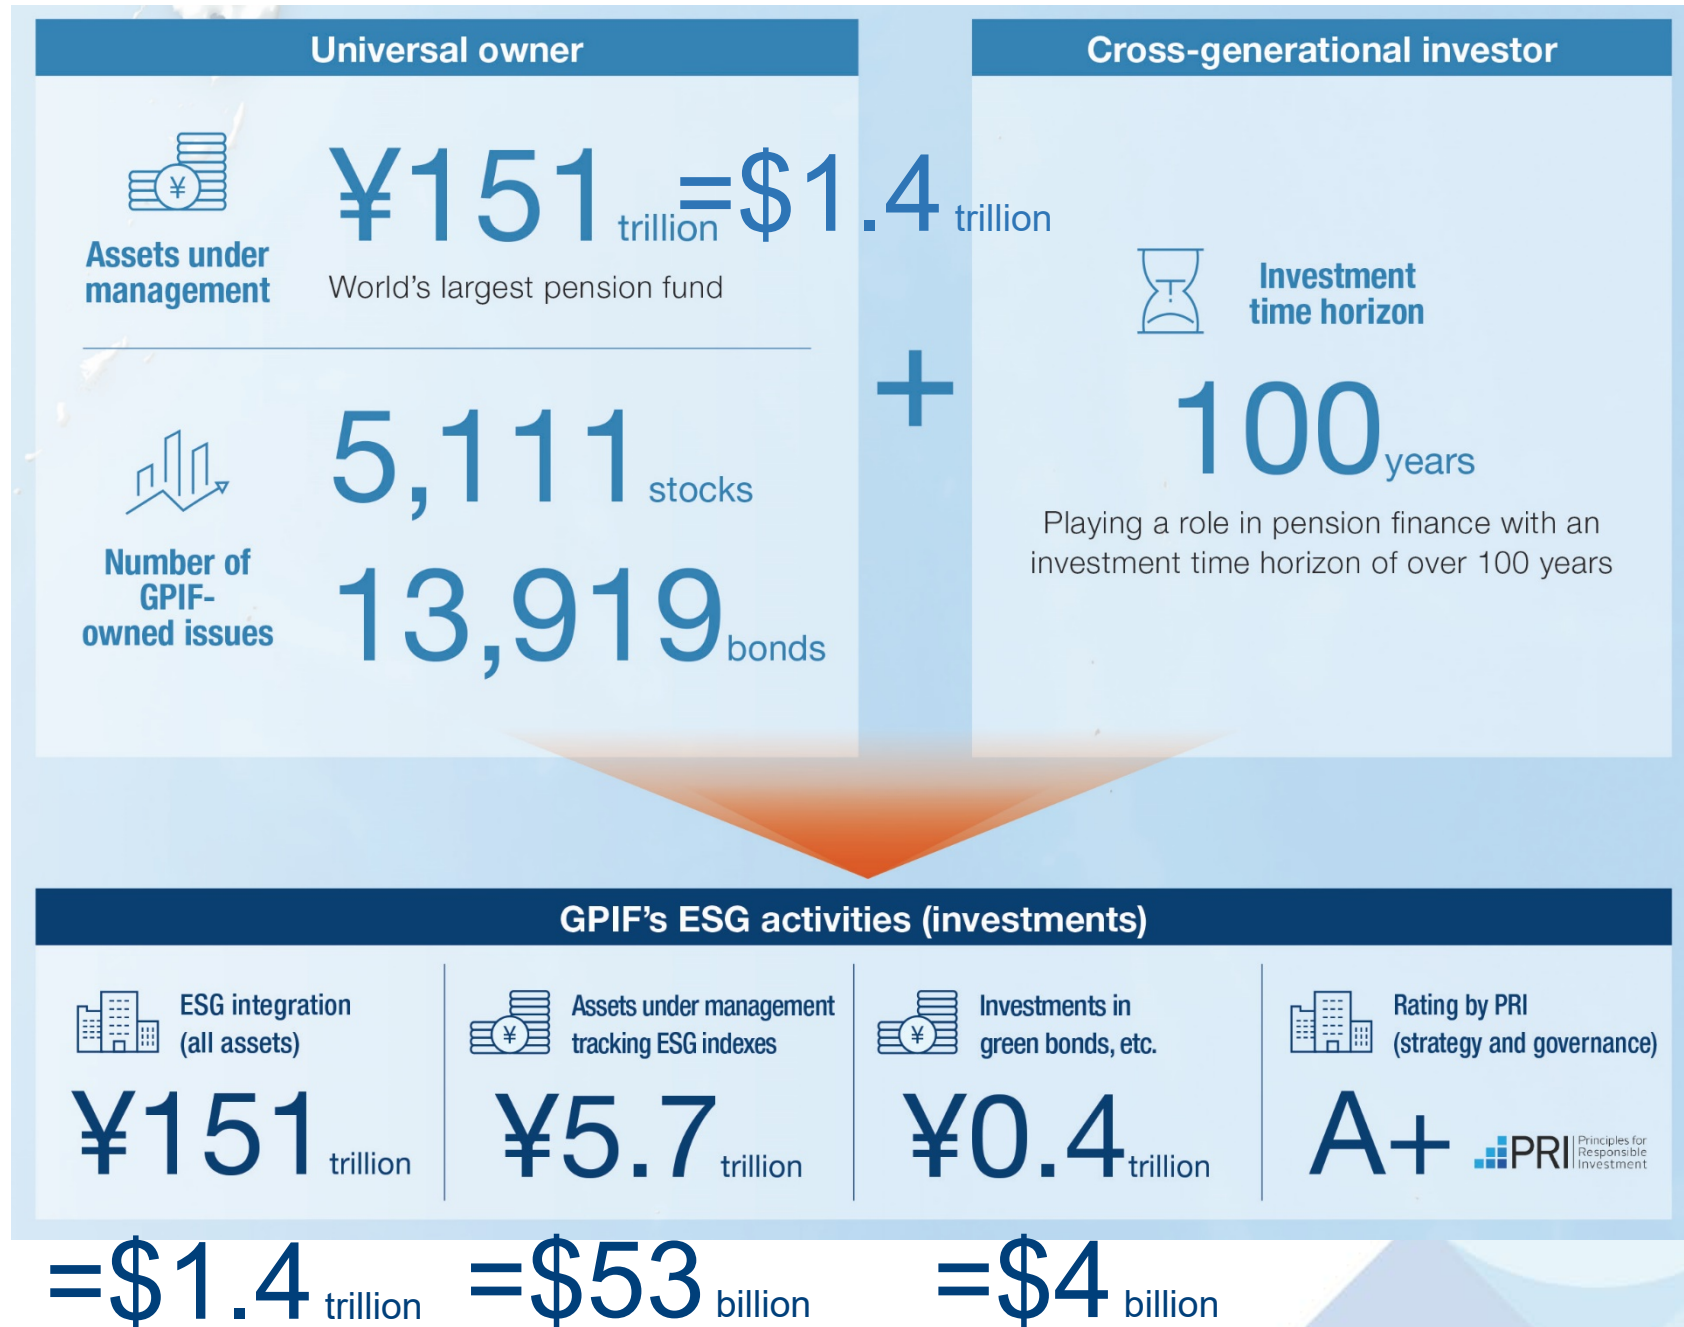 Universal owner
¥
Assets under
management
¥151 trillion =$1.4 trillion
World's largest pension fund
Number of
GPIF-
owned issues
5,111 stocks
13,919 bonds
+
Cross-generational investor
Investment
time horizon
100 years
Playing a role in pension finance with an
investment time horizon of over 100 years
GPIF's ESG activities (investments)
ESG integration
(all assets)
¥151 trillion
=$1.4 trillion
¥
Assets under management
tracking ESG indexes
¥5.7 trillion
=$53 billion
¥
Investments in
green bonds, etc.
¥0.4 trillion
=$4 billion
Rating by PRI
(strategy and governance)
A+
PRI
Principles for
Responsible
Investment